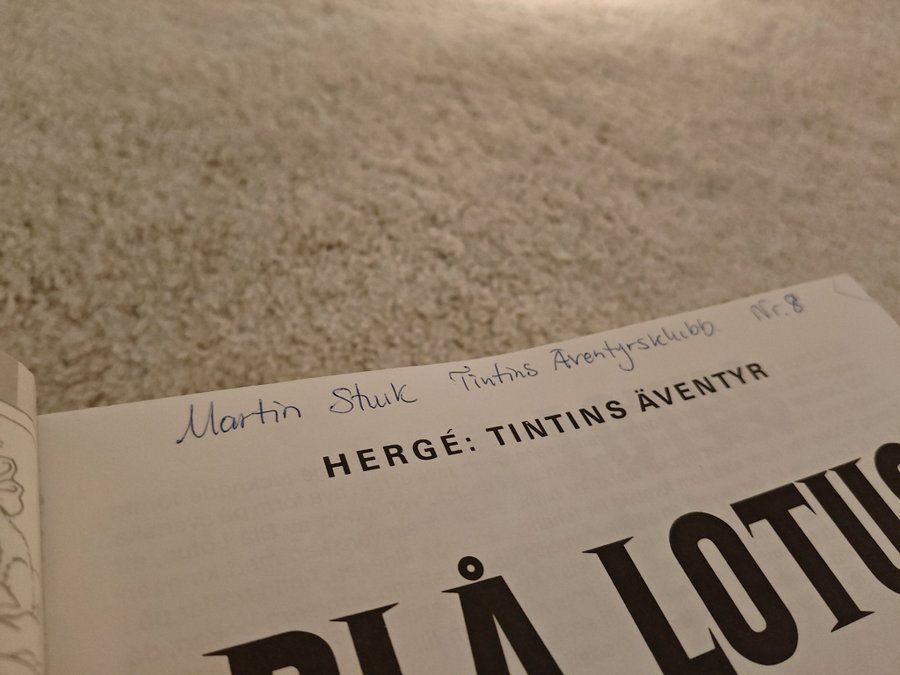 Martin Stuk Tintins Äventyrsklubb Nr. 8
HERGÉ: TINTINS ÄVENTYR
BLÅ LOTUS